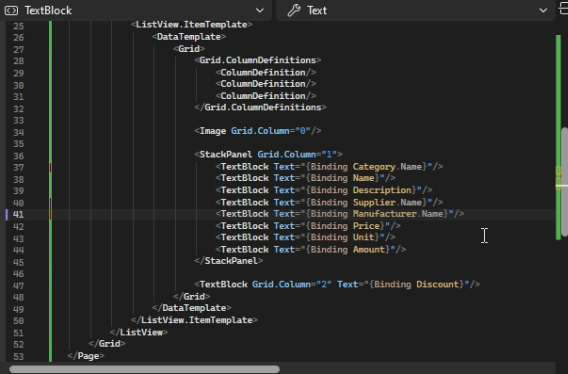 TextBlock
Text
25 <ListView.ItemTemplate>
26 <DataTemplate>
27 <Grid>
28 <Grid.ColumnDefinitions>
29 <ColumnDefinition/>
30 <ColumnDefinition/>
31 <ColumnDefinition/>
32 </Grid.ColumnDefinitions>
33
34 <Image Grid.Column="0"/>
35
36 <StackPanel Grid.Column="1">
37 <TextBlock Text="{Binding Category.Name}"/>
38 <TextBlock Text="{Binding Name}"/>
39 <TextBlock Text="{Binding Description}"/>
40 <TextBlock Text="{Binding Supplier.Name}"/>
41 <TextBlock Text="{Binding Manufacturer.Name}"/>
42 <TextBlock Text="{Binding Price}"/>
43 <TextBlock Text="{Binding Unit}"/>
44 <TextBlock Text="{Binding Amount}"/>
45 </StackPanel>
46
47 <TextBlock Grid.Column="2" Text="{Binding Discount}"/>
48 </Grid>
49 </DataTemplate>
50 </ListView.ItemTemplate>
51 </ListView>
52 </Grid>
53 </Page>